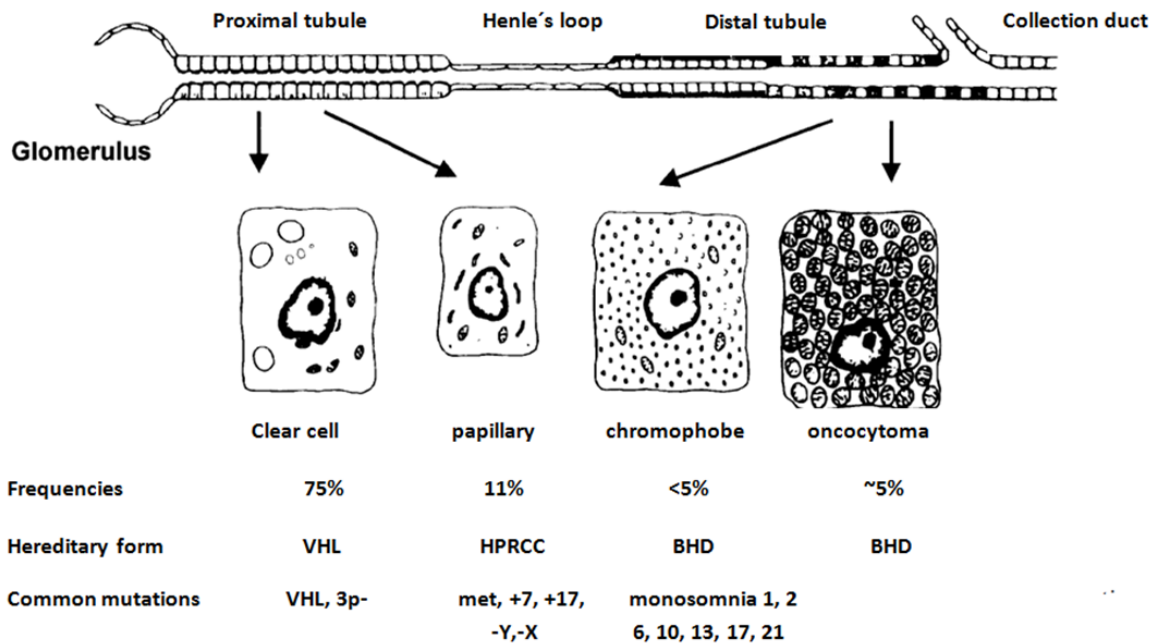 Proximal tubule Henle´s loop Distal tubule Collection duct
Glomerulus
Clear cell papillary chromophobe oncocytoma
Frequencies 75% 11% <5% ~5%
Hereditary form VHL HPRCC BHD BHD
Common mutations VHL, 3p- met, +7, +17, monosomnia 1, 2
-Y,-X 6, 10, 13, 17, 21